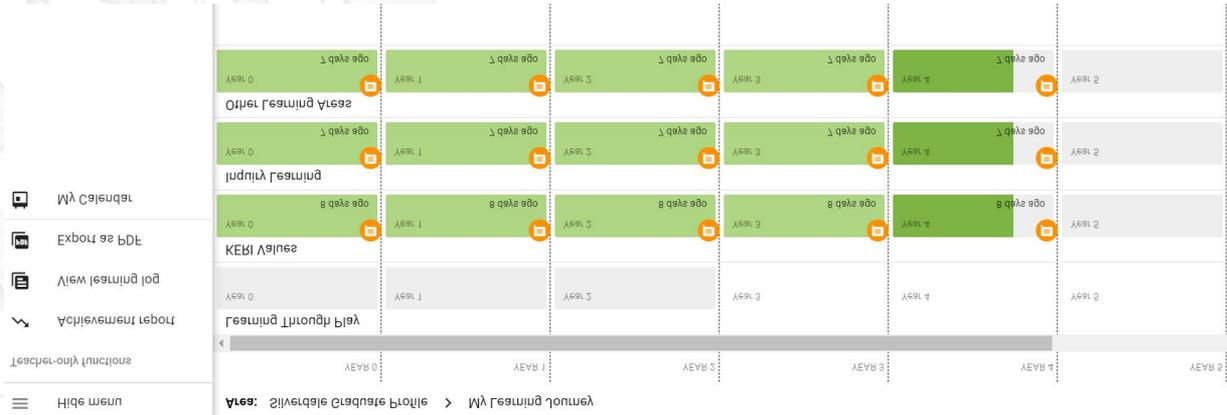 Hide menu
Teacher-only functions
Achievement report
View learning log
Export as PDF
PDF
My Calendar
Area: Silverdale Graduate Profile > My Learning Journey
YEAR 0 YEAR 1 YEAR 2 YEAR 3 YEAR 4 YEAR 5
Learning Through Play
Year 0 Year 1 Year 2 Year 3 Year 4 Year 5
KERI Values
Year 0 Year 1 Year 2 Year 3 Year 4 Year 5
8 days ago 8 days ago 8 days ago 8 days ago 8 days ago
Inquiry Learning
Year 0 Year 1 Year 2 Year 3 Year 4 Year 5
7 days ago 7 days ago 7 days ago 7 days ago 7 days ago
Other Learning Areas
Year 0 Year 1 Year 2 Year 3 Year 4 Year 5
7 days ago 7 days ago 7 days ago 7 days ago 7 days ago